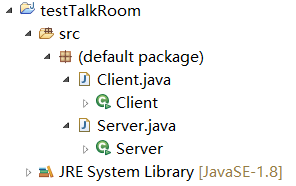 testTalkRoom
src
(default package)
Client.java
Client
Server.java
Server
JRE System Library [JavaSE-1.8]